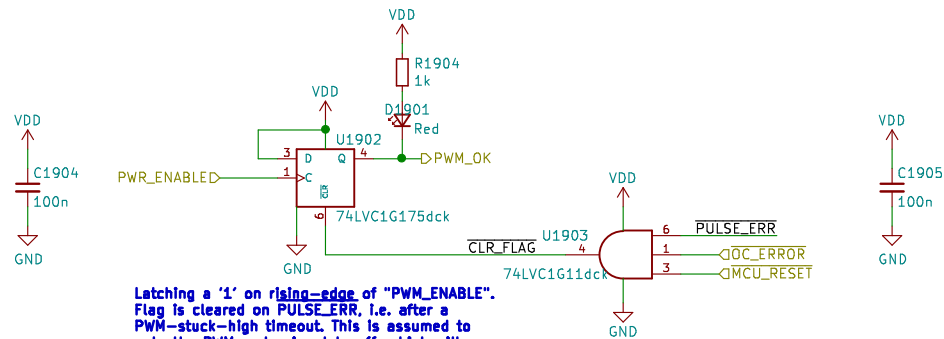 VDD
R1904
1k
D1901
Red
VDD
VDD
VDD
C1904
100n
GND
U1902
3
D
Q
4
PWM_OK
PWR_ENABLE
1
C
CLR
6
74LVC1G175dck
GND
VDD
CLR_FLAG
U1903
4
74LVC1G11dck
6
PULSE_ERR
1
OC_ERROR
3
MCU_RESET
GND
C1905
100n
GND
Latching a '1' on rising-edge of "PWM_ENABLE".
Flag is cleared on PULSE_ERR, i.e. after a
PWM-stuck-high timeout. This is assumed to